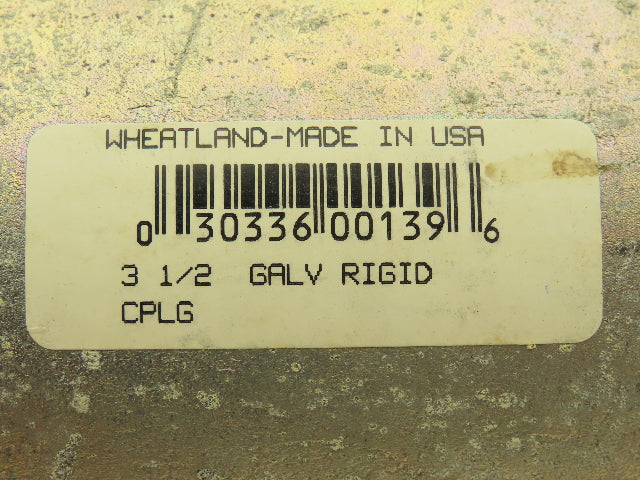 WHEATLAND-MADE IN USA
0 30336 00139 6
3 1/2 GALV RIGID
CPLG